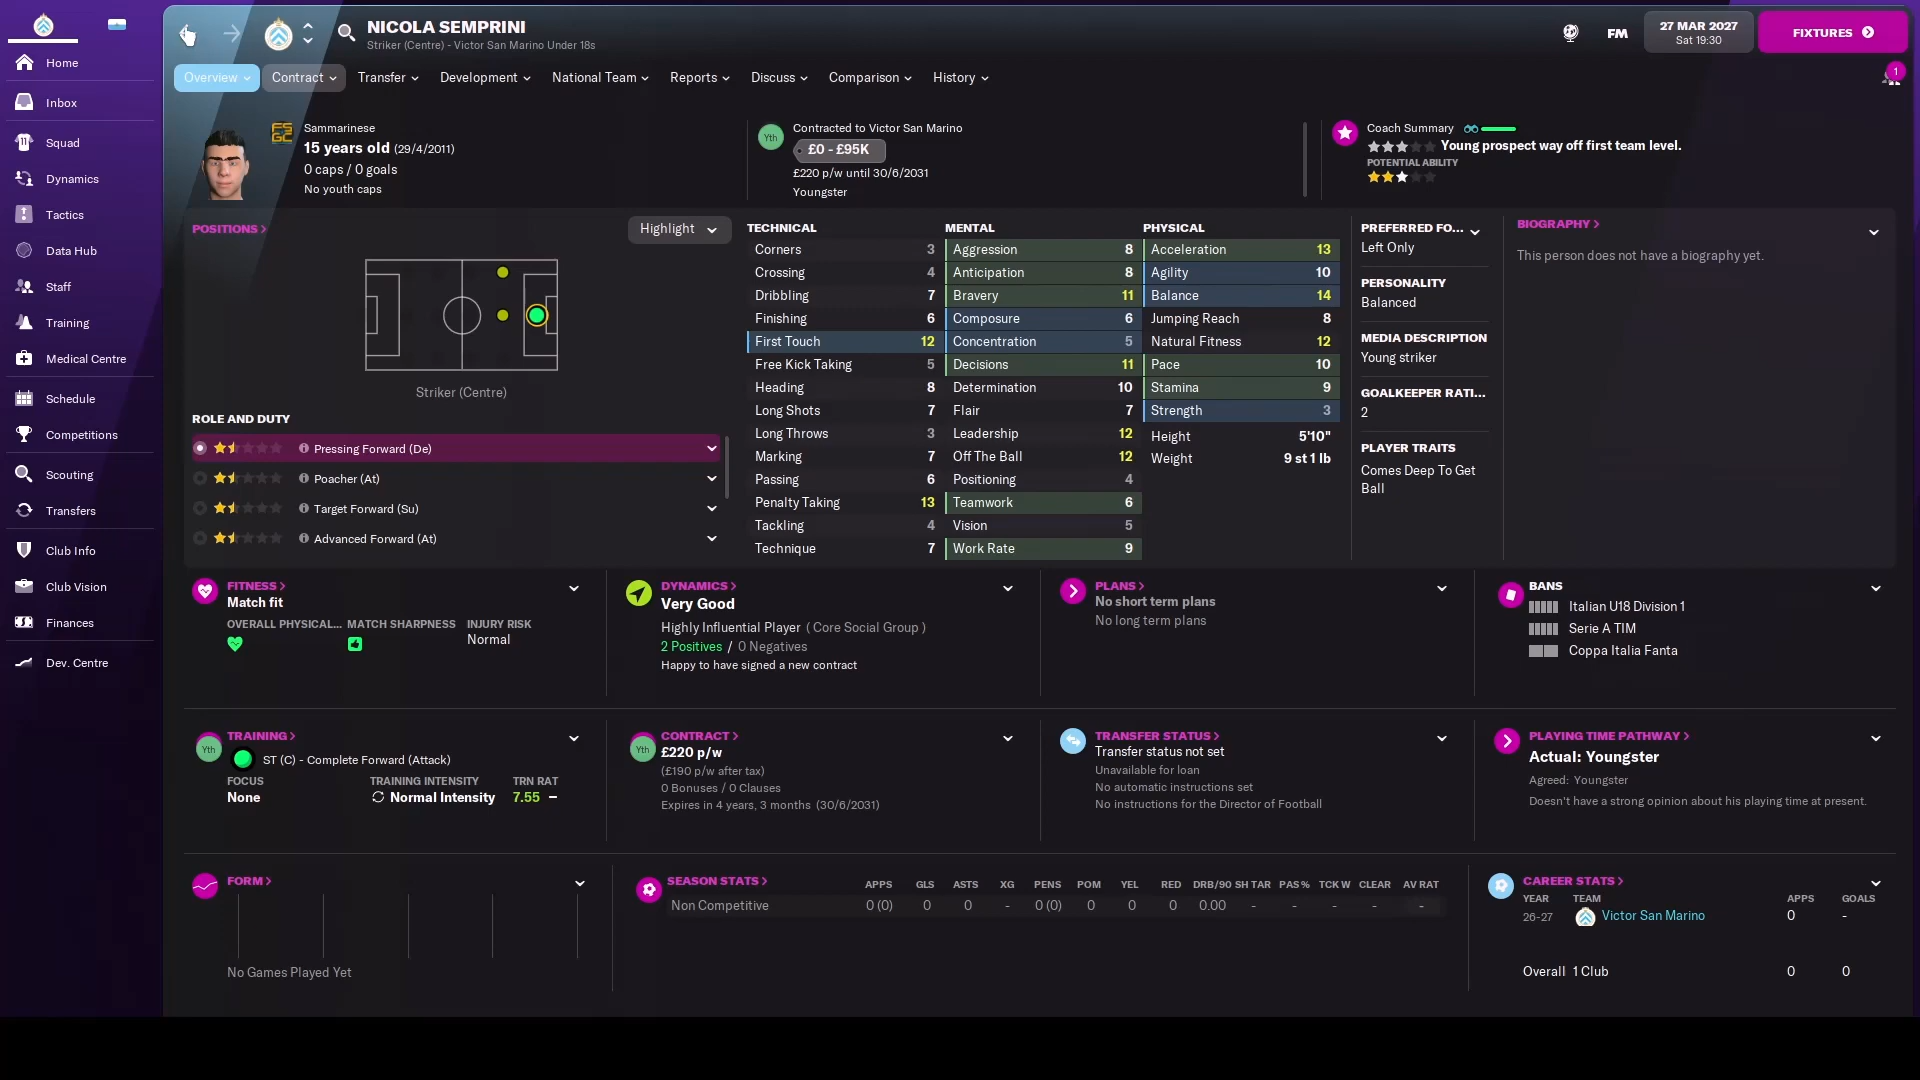 NICOLA SEMPRINI
Striker (Centre) - Victor San Marino Under 18s
FM
27 MAR 2027
Sat 19:30
FIXTURES
Overview
Contract
Transfer
Development
National Team
Reports
Discuss
Comparison
History
1
Home
Inbox
Squad
Dynamics
Tactics
Data Hub
Staff
Training
Medical Centre
Schedule
Competitions
Scouting
Transfers
Club Info
Club Vision
Finances
Dev. Centre
FSGC
Sammarinese
15 years old (29/4/2011)
0 caps / 0 goals
No youth caps
Yth
Contracted to Victor San Marino
£0 - £95K
£220 p/w until 30/6/2031
Youngster
Coach Summary
Young prospect way off first team level.
POTENTIAL ABILITY
POSITIONS >
Highlight
Striker (Centre)
ROLE AND DUTY
Pressing Forward (De)
Poacher (At)
Target Forward (Su)
Advanced Forward (At)
TECHNICAL
Corners 3
Crossing 4
Dribbling 7
Finishing 6
First Touch 12
Free Kick Taking 5
Heading 8
Long Shots 7
Long Throws 3
Marking 7
Passing 6
Penalty Taking 13
Tackling 4
Technique 7
MENTAL
Aggression 8
Anticipation 8
Bravery 11
Composure 6
Concentration 5
Decisions 11
Determination 10
Flair 7
Leadership 12
Off The Ball 12
Positioning 4
Teamwork 6
Vision 5
Work Rate 9
PHYSICAL
Acceleration 13
Agility 10
Balance 14
Jumping Reach 8
Natural Fitness 12
Pace 10
Stamina 9
Strength 3
Height 5'10"
Weight 9 st 1 lb
PREFERRED FO...
Left Only
PERSONALITY
Balanced
MEDIA DESCRIPTION
Young striker
GOALKEEPER RATI...
2
PLAYER TRAITS
Comes Deep To Get
Ball
BIOGRAPHY >
This person does not have a biography yet.
FITNESS >
Match fit
OVERALL PHYSICAL... MATCH SHARPNESS INJURY RISK
Normal
DYNAMICS >
Very Good
Highly Influential Player ( Core Social Group )
2 Positives / 0 Negatives
Happy to have signed a new contract
PLANS >
No short term plans
No long term plans
BANS
Italian U18 Division 1
Serie A TIM
Coppa Italia Fanta
Yth
TRAINING >
ST (C) - Complete Forward (Attack)
FOCUS TRAINING INTENSITY TRN RAT
None Normal Intensity 7.55 –
Yth
CONTRACT >
£220 p/w
(£190 p/w after tax)
0 Bonuses / 0 Clauses
Expires in 4 years, 3 months (30/6/2031)
TRANSFER STATUS >
Transfer status not set
Unavailable for loan
No automatic instructions set
No instructions for the Director of Football
PLAYING TIME PATHWAY >
Actual: Youngster
Agreed: Youngster
Doesn't have a strong opinion about his playing time at present.
FORM >
No Games Played Yet
SEASON STATS > APPS GLS ASTS XG PENS POM YEL RED DRB/90 SH TAR PAS % TCK W CLEAR AV RAT
Non Competitive 0 (0) 0 0 - 0 (0) 0 0 0 0.00 - - - - -
CAREER STATS >
YEAR TEAM APPS GOALS
26-27 Victor San Marino 0 -
Overall 1 Club 0 0